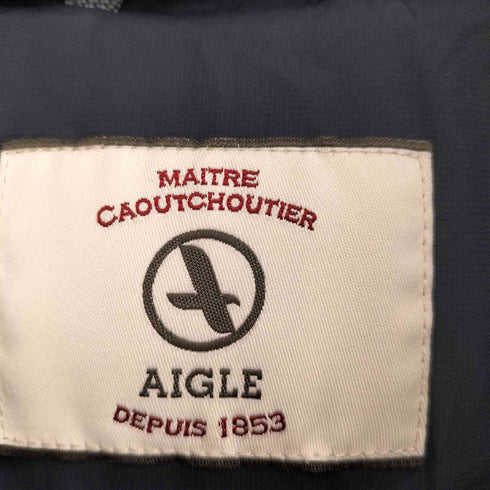 MAITRE
CAOUTCHOUTIER
AIGLE
DEPUIS 1853